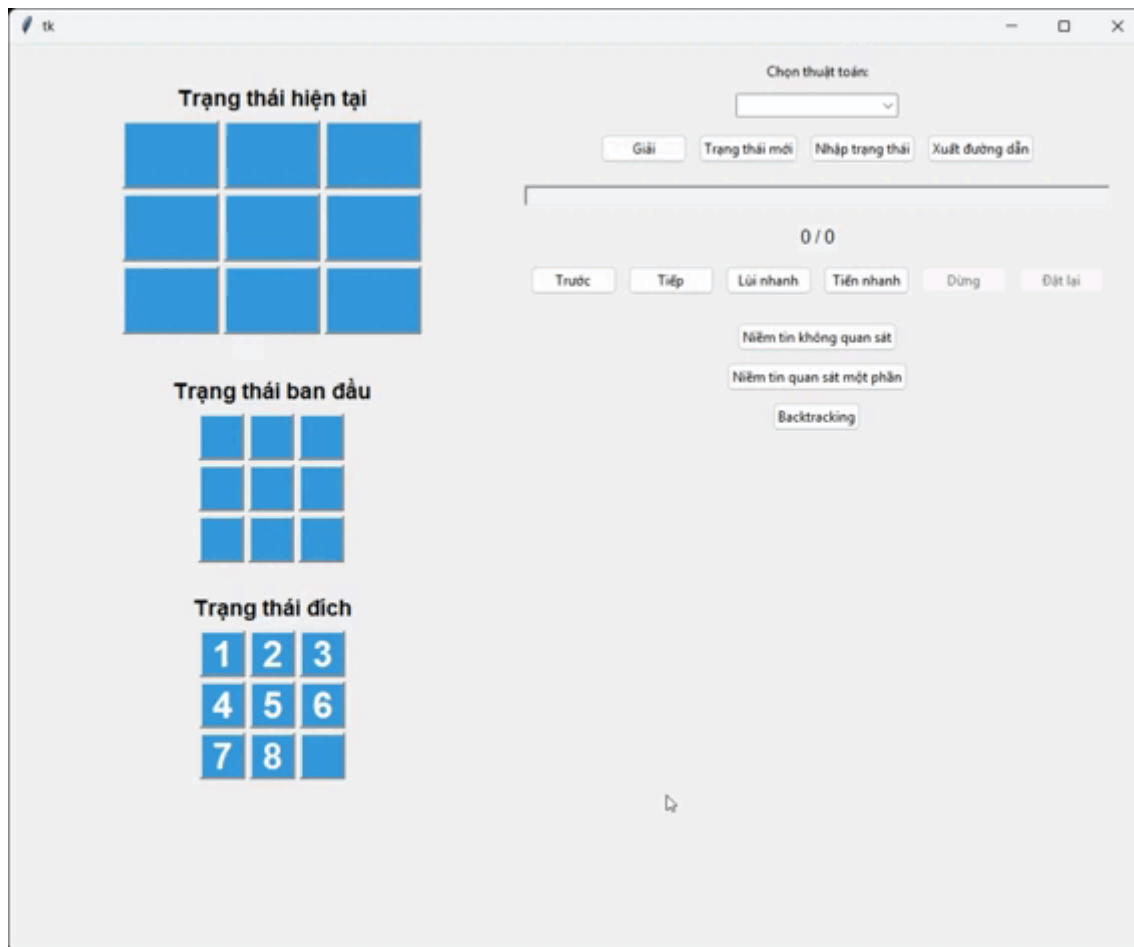 tk
Trạng thái hiện tại
Trạng thái ban đầu
Trạng thái đích
1 2 3
4 5 6
7 8
Chọn thuật toán:
Giải Trạng thái mới Nhập trạng thái Xuất đường dẫn
0 / 0
Trước Tiếp Lùi nhanh Tiến nhanh Dừng Đặt lại
Niềm tin không quan sát
Niềm tin quan sát một phần
Backtracking